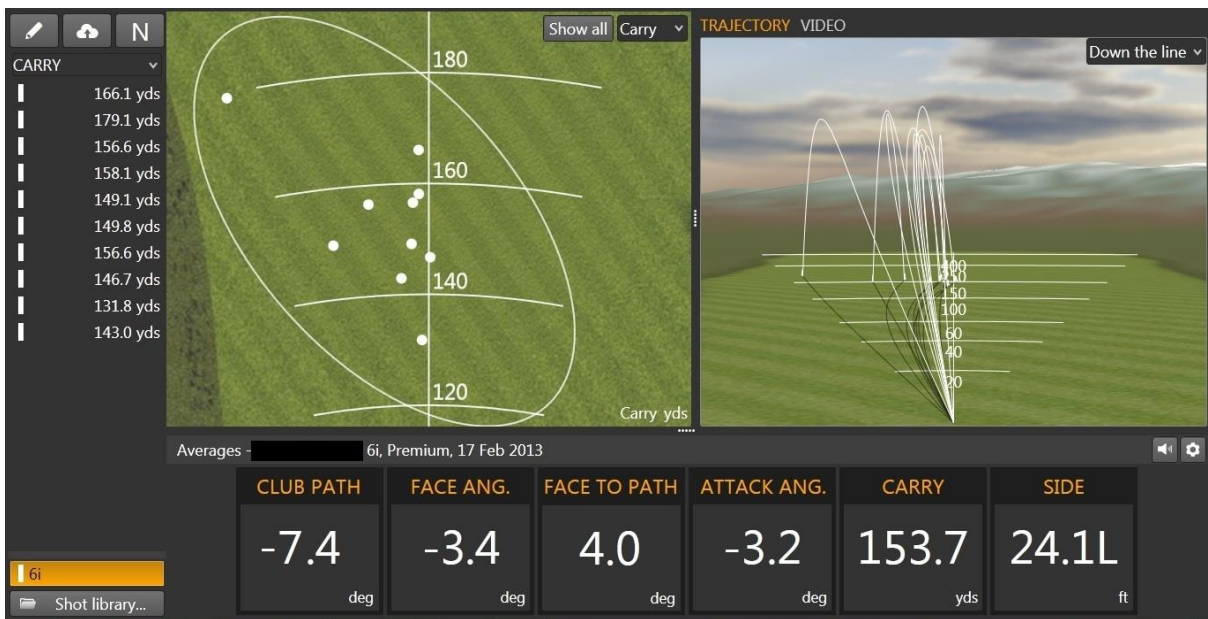 N
CARRY
166.1 yds
179.1 yds
156.6 yds
158.1 yds
149.1 yds
149.8 yds
156.6 yds
146.7 yds
131.8 yds
143.0 yds
6i
Shot library...
Show all
Carry
180
160
140
120
Carry yds
TRAJECTORY VIDEO
Down the line
400
150
100
60
40
20
Averages -
6i, Premium, 17 Feb 2013
CLUB PATH
-7.4
deg
FACE ANG.
-3.4
deg
FACE TO PATH
4.0
deg
ATTACK ANG.
-3.2
deg
CARRY
153.7
yds
SIDE
24.1L
ft